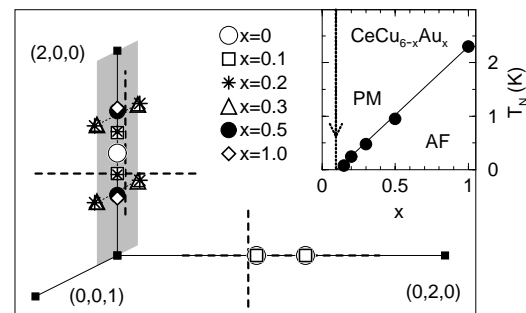 (2,0,0)
x=0
x=0.1
x=0.2
x=0.3
x=0.5
x=1.0
CeCu₆₋ₓAuₓ
PM
AF
2
1
0
T_N (K)
0
0.5
1
x
(0,0,1)
(0,2,0)